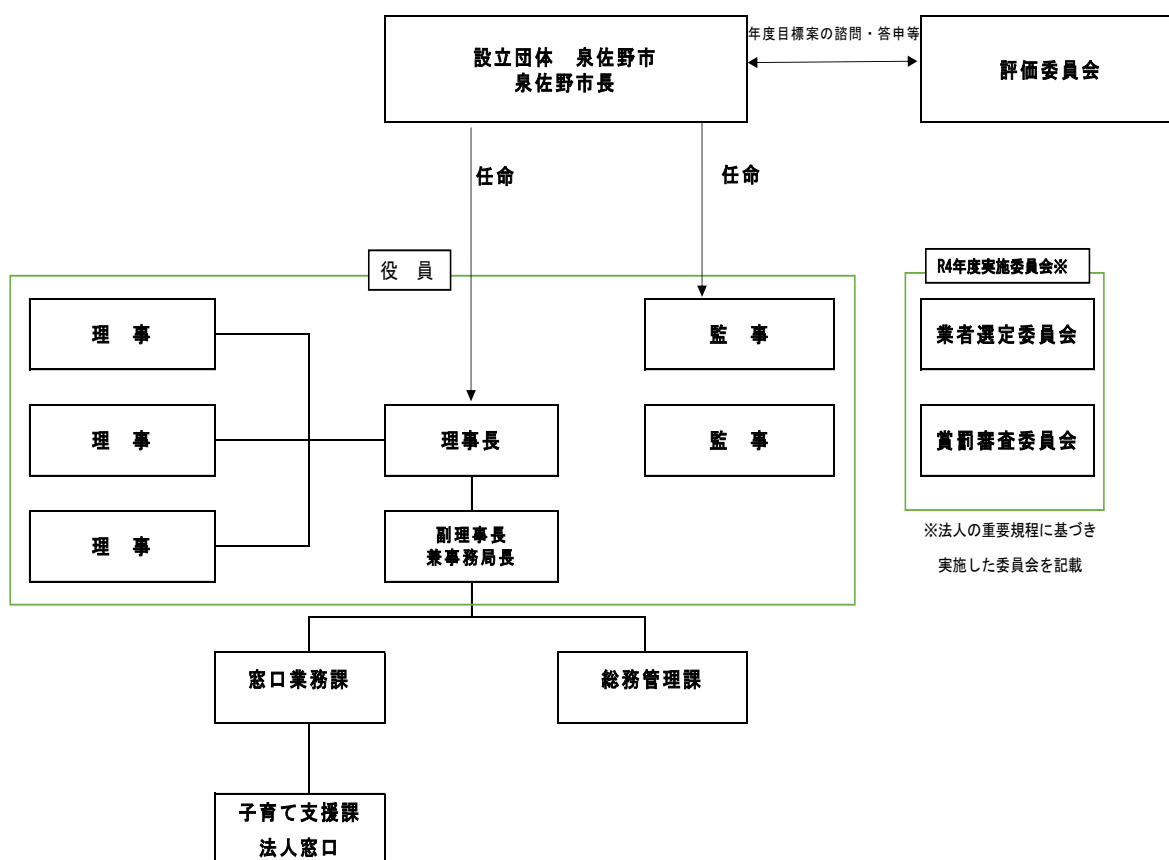 年度目標案の諮問・答申等
設立団体　泉佐野市
泉佐野市長
評価委員会
任命
任命
役　員
R4年度実施委員会※
理　事
監　事
業者選定委員会
理　事
理事長
監　事
賞罰審査委員会
理　事
副理事長
兼事務局長
※法人の重要規程に基づき
実施した委員会を記載
窓口業務課
総務管理課
子育て支援課
法人窓口